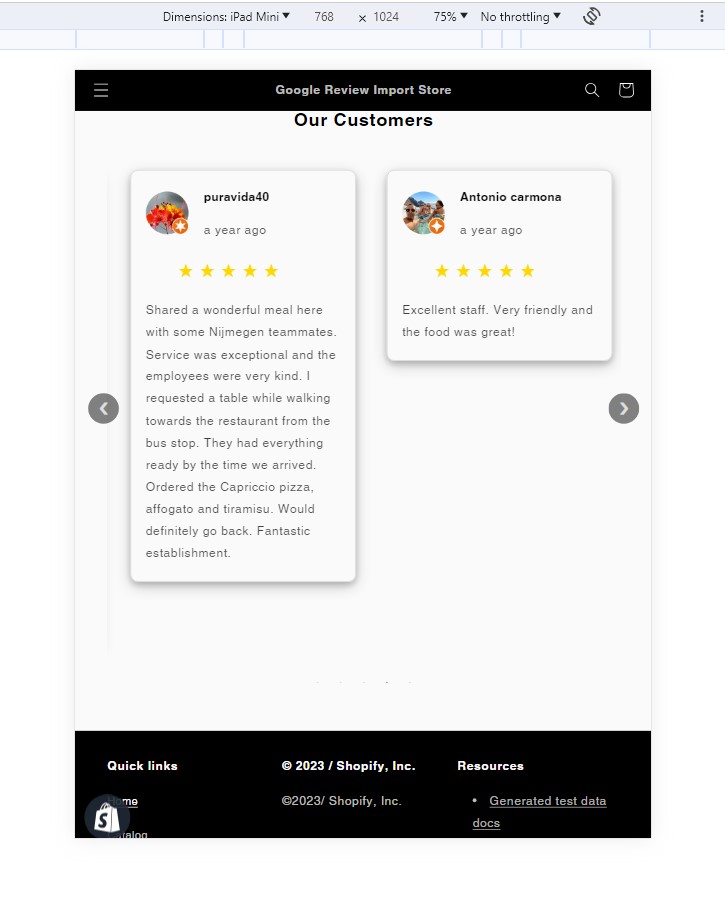 Dimensions: iPad Mini ▼ 768 × 1024 75% ▼ No throttling ▼
Google Review Import Store
Our Customers
puravida40
a year ago
★ ★ ★ ★ ★
Shared a wonderful meal here
with some Nijmegen teammates.
Service was exceptional and the
employees were very kind. I
requested a table while walking
towards the restaurant from the
bus stop. They had everything
ready by the time we arrived.
Ordered the Capriccio pizza,
affogato and tiramisu. Would
definitely go back. Fantastic
establishment.
Antonio carmona
a year ago
★ ★ ★ ★ ★
Excellent staff. Very friendly and
the food was great!
❮ ❯
Quick links
Home
Catalog
© 2023 / Shopify, Inc.
©2023/ Shopify, Inc.
Resources
• Generated test data
docs